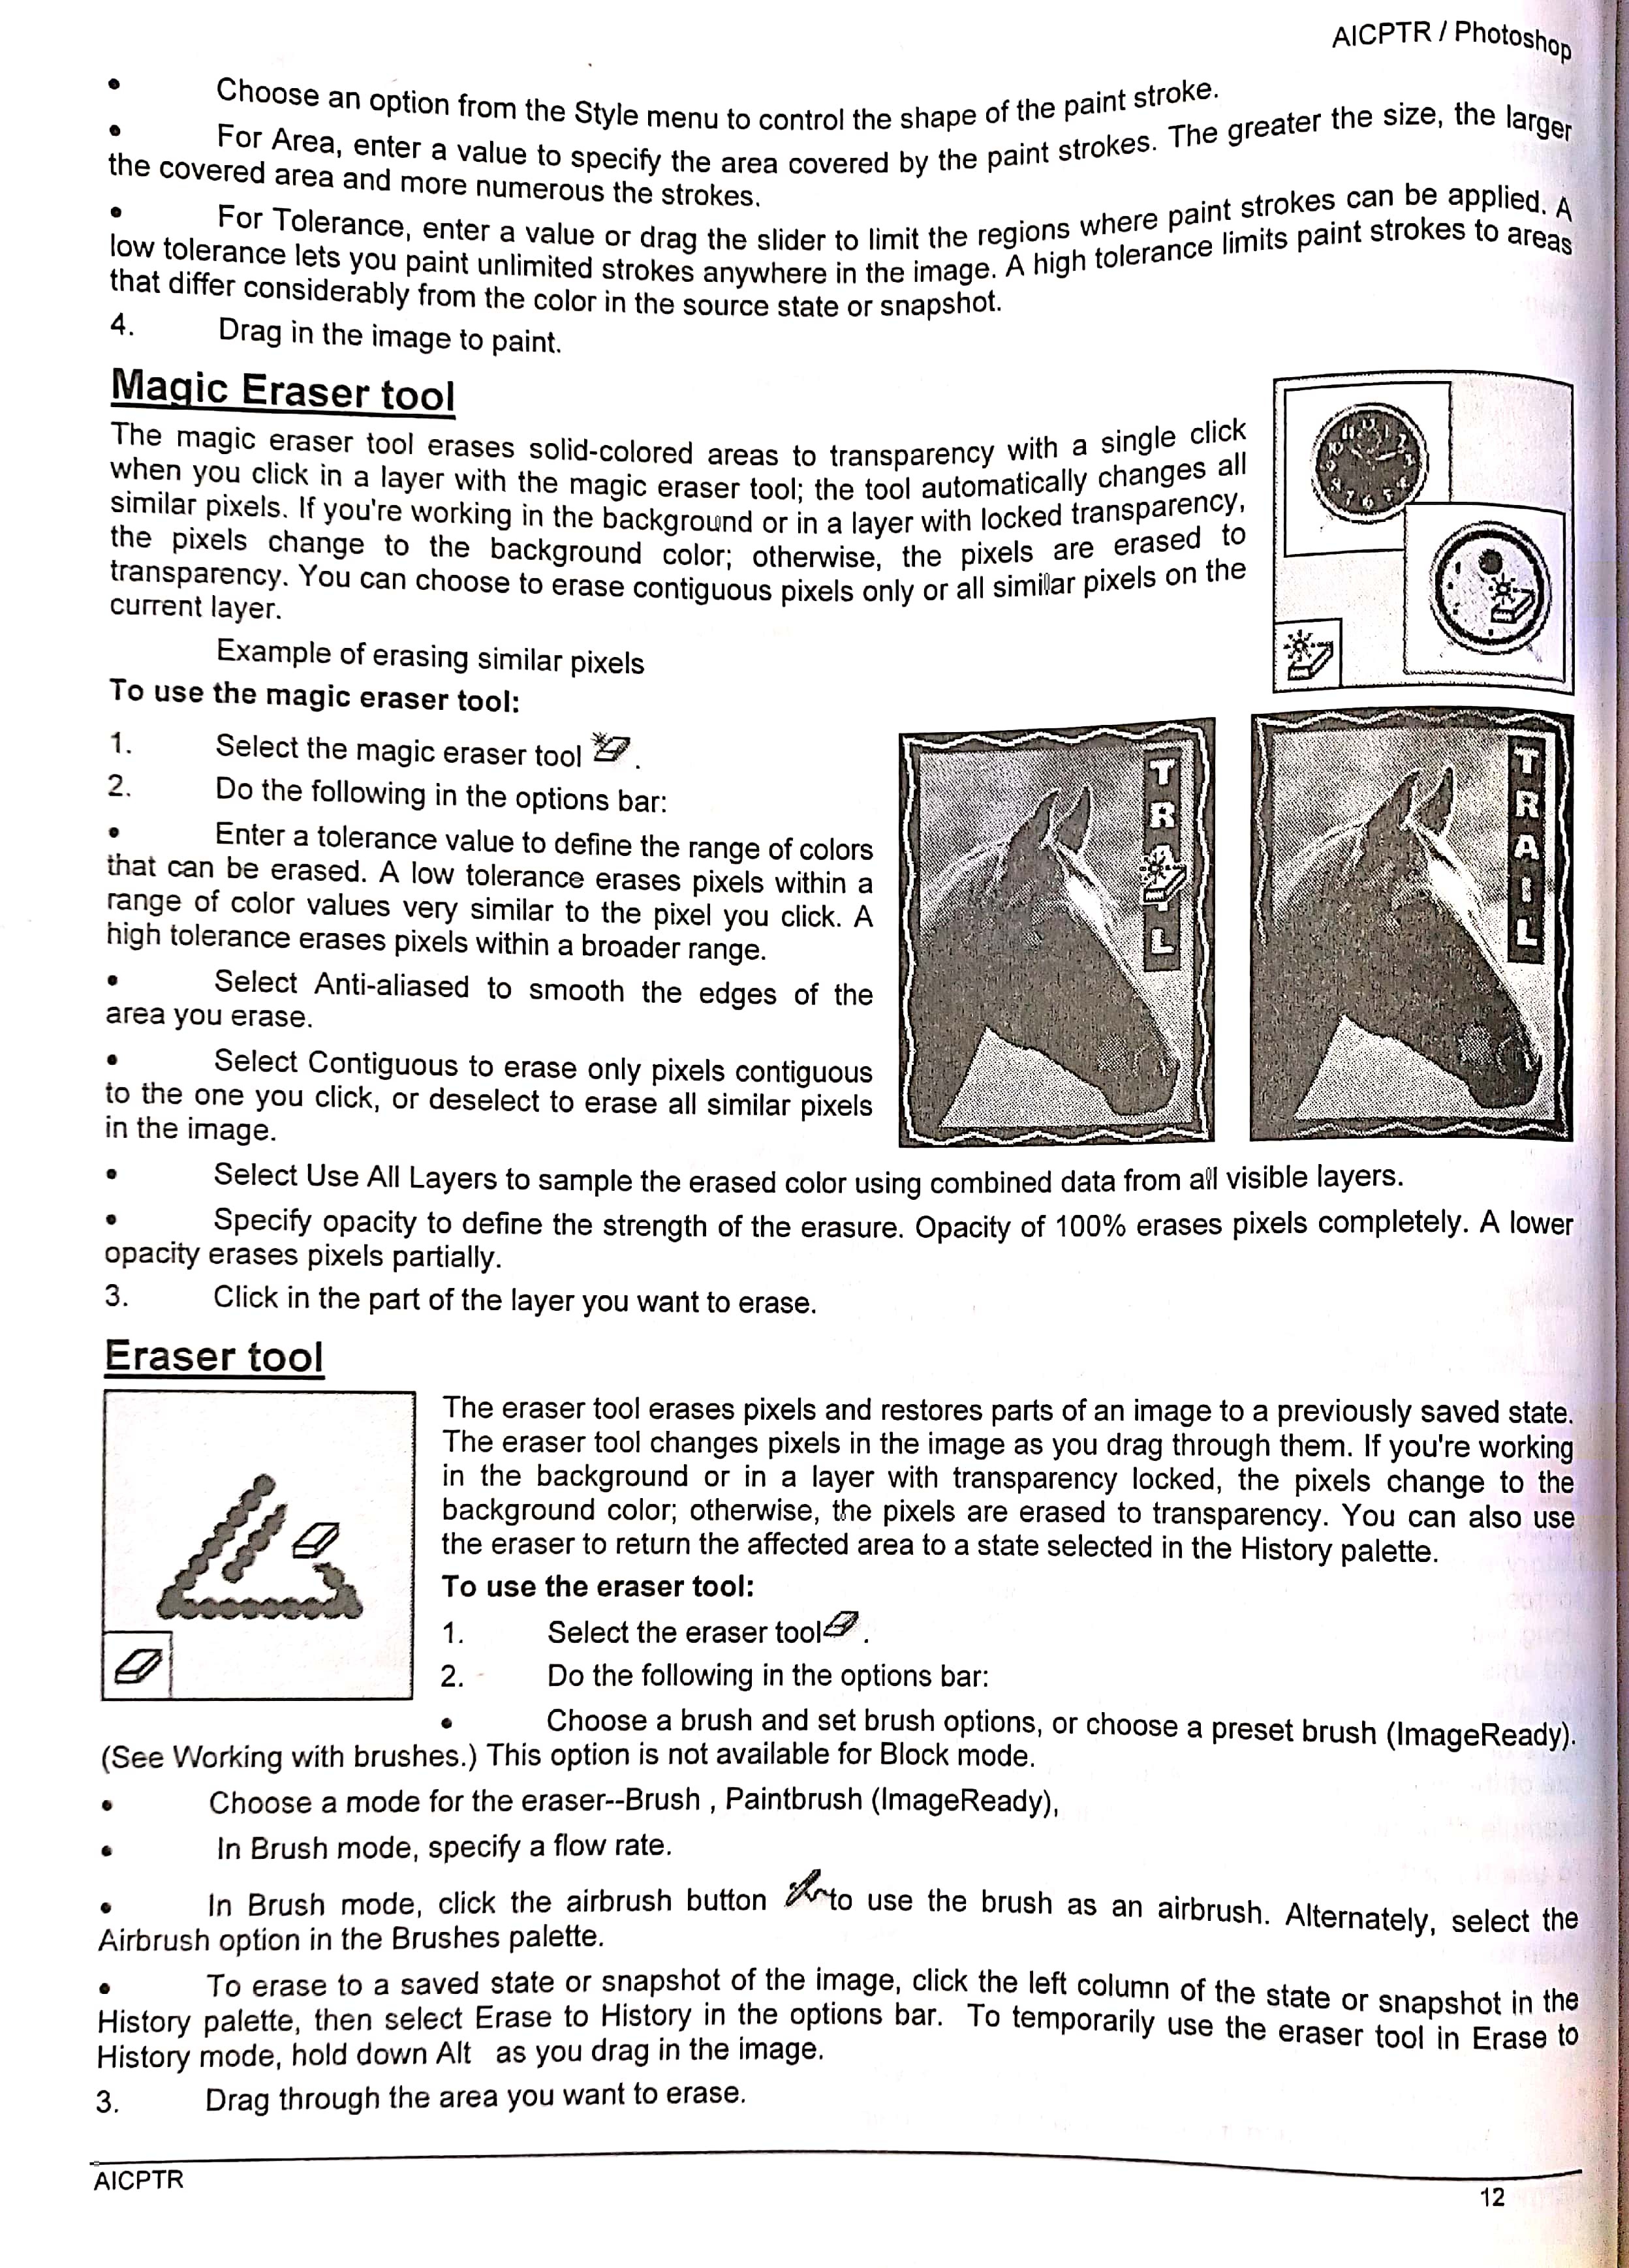 AICPTR / Photoshop
• Choose an option from the Style menu to control the shape of the paint stroke.
• For Area, enter a value to specify the area covered by the paint strokes. The greater the size, the larger
the covered area and more numerous the strokes.
• For Tolerance, enter a value or drag the slider to limit the regions where paint strokes can be applied. A
low tolerance lets you paint unlimited strokes anywhere in the image. A high tolerance limits paint strokes to areas
that differ considerably from the color in the source state or snapshot.
4. Drag in the image to paint.
Magic Eraser tool
The magic eraser tool erases solid-colored areas to transparency with a single click
when you click in a layer with the magic eraser tool; the tool automatically changes all
similar pixels. If you're working in the background or in a layer with locked transparency,
the pixels change to the background color; otherwise, the pixels are erased to
transparency. You can choose to erase contiguous pixels only or all similar pixels on the
current layer.
Example of erasing similar pixels
To use the magic eraser tool:
1. Select the magic eraser tool .
2. Do the following in the options bar:
• Enter a tolerance value to define the range of colors
that can be erased. A low tolerance erases pixels within a
range of color values very similar to the pixel you click. A
high tolerance erases pixels within a broader range.
• Select Anti-aliased to smooth the edges of the
area you erase.
• Select Contiguous to erase only pixels contiguous
to the one you click, or deselect to erase all similar pixels
in the image.
TRAIL
• Select Use All Layers to sample the erased color using combined data from all visible layers.
• Specify opacity to define the strength of the erasure. Opacity of 100% erases pixels completely. A lower
opacity erases pixels partially.
3. Click in the part of the layer you want to erase.
Eraser tool
The eraser tool erases pixels and restores parts of an image to a previously saved state.
The eraser tool changes pixels in the image as you drag through them. If you're working
in the background or in a layer with transparency locked, the pixels change to the
background color; otherwise, the pixels are erased to transparency. You can also use
the eraser to return the affected area to a state selected in the History palette.
To use the eraser tool:
1. Select the eraser tool .
2. Do the following in the options bar:
• Choose a brush and set brush options, or choose a preset brush (ImageReady).
(See Working with brushes.) This option is not available for Block mode.
• Choose a mode for the eraser--Brush , Paintbrush (ImageReady),
• In Brush mode, specify a flow rate.
• In Brush mode, click the airbrush button to use the brush as an airbrush. Alternately, select the
Airbrush option in the Brushes palette.
• To erase to a saved state or snapshot of the image, click the left column of the state or snapshot in the
History palette, then select Erase to History in the options bar. To temporarily use the eraser tool in Erase to
History mode, hold down Alt as you drag in the image.
3. Drag through the area you want to erase.
AICPTR
12